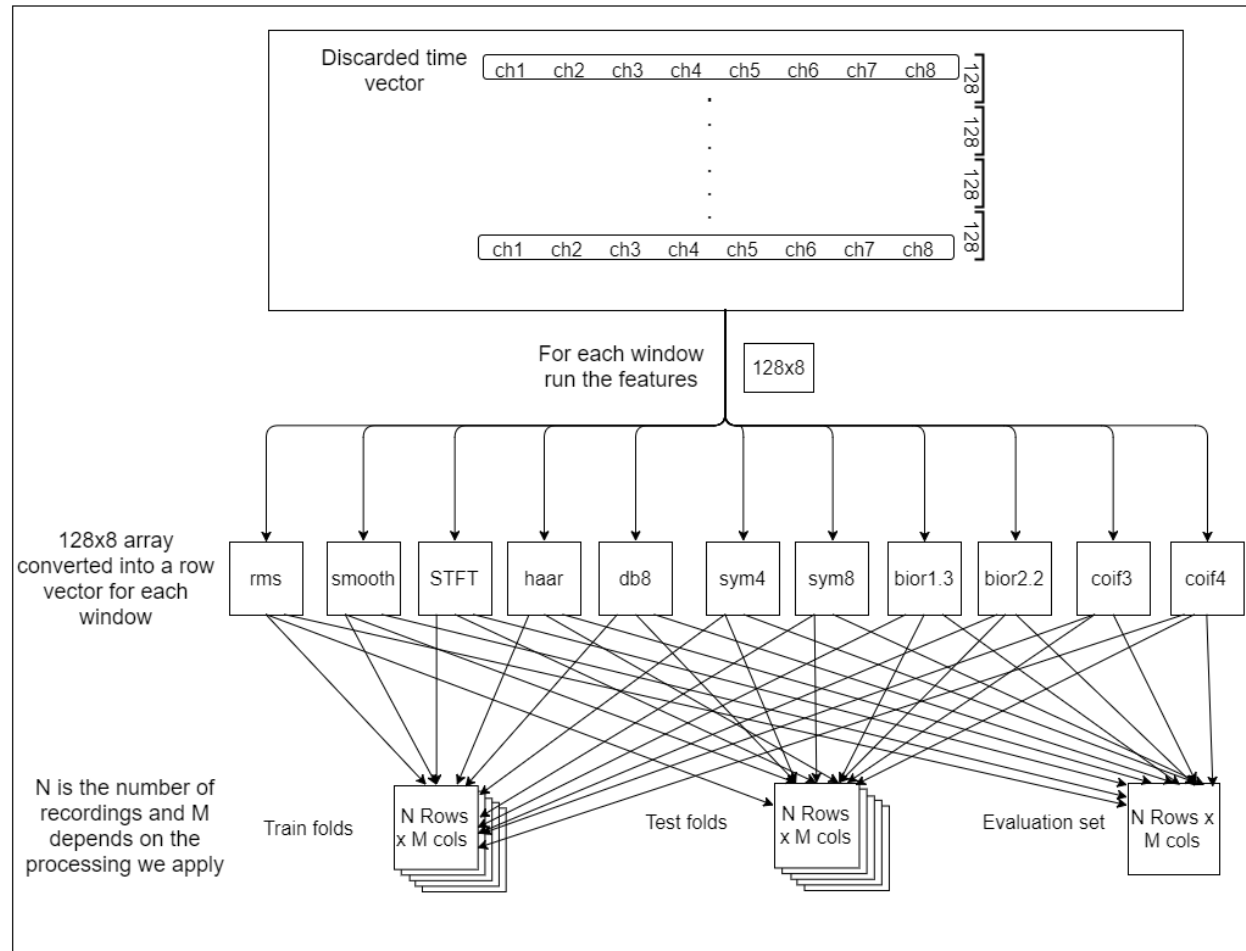 Discarded time
vector
ch1 ch2 ch3 ch4 ch5 ch6 ch7 ch8
128
128
128
128
ch1 ch2 ch3 ch4 ch5 ch6 ch7 ch8
For each window
run the features
128x8
128x8 array
converted into a row
vector for each
window
rms smooth STFT haar db8 sym4 sym8 bior1.3 bior2.2 coif3 coif4
N is the number of
recordings and M
depends on the
processing we apply
Train folds
N Rows
x M cols
Test folds
N Rows
x M cols
Evaluation set
N Rows x
M cols